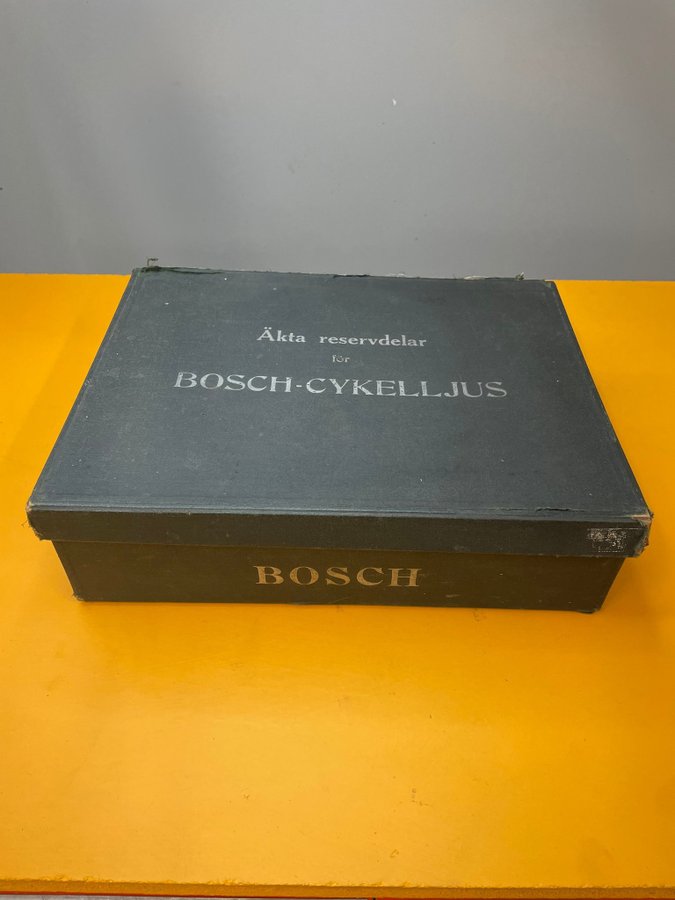 Äkta reservdelar
för
BOSCH-CYKELLJUS
BOSCH